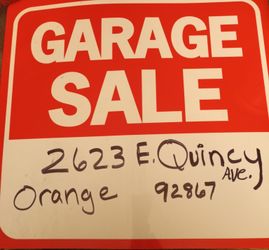 GARAGE
SALE
2623 E. Quincy Ave.
Orange 92867